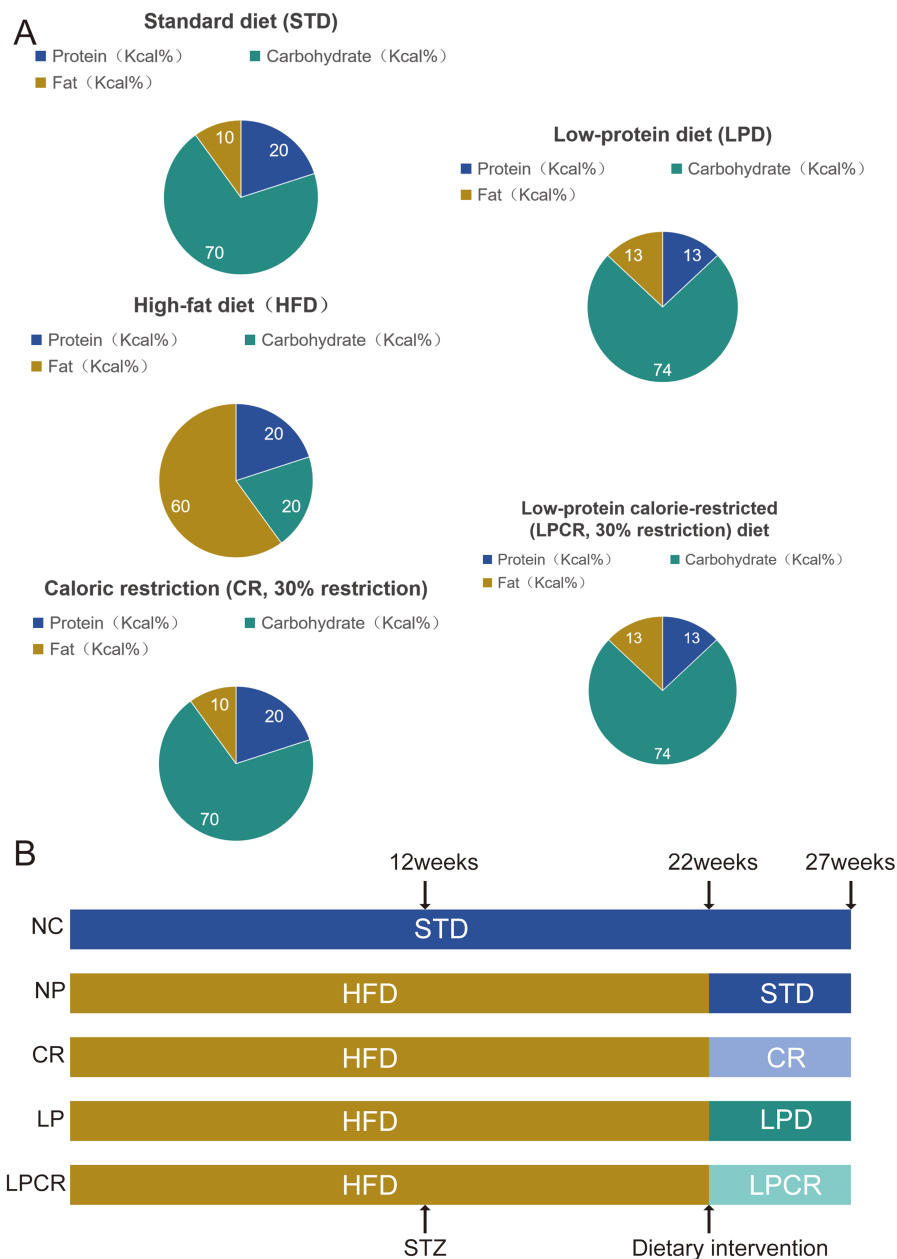 A
Standard diet (STD)
Protein（Kcal%） Carbohydrate（Kcal%）
Fat（Kcal%）
10 20
70
High-fat diet（HFD）
Protein（Kcal%） Carbohydrate（Kcal%）
Fat（Kcal%）
20
60 20
Caloric restriction (CR, 30% restriction)
Protein（Kcal%） Carbohydrate（Kcal%）
Fat（Kcal%）
10 20
70
Low-protein diet (LPD)
Protein（Kcal%） Carbohydrate（Kcal%）
Fat（Kcal%）
13 13
74
Low-protein calorie-restricted
(LPCR, 30% restriction) diet
Protein（Kcal%） Carbohydrate（Kcal%）
Fat（Kcal%）
13 13
74
B
12weeks 22weeks 27weeks
NC STD
NP HFD STD
CR HFD CR
LP HFD LPD
LPCR HFD LPCR
STZ Dietary intervention